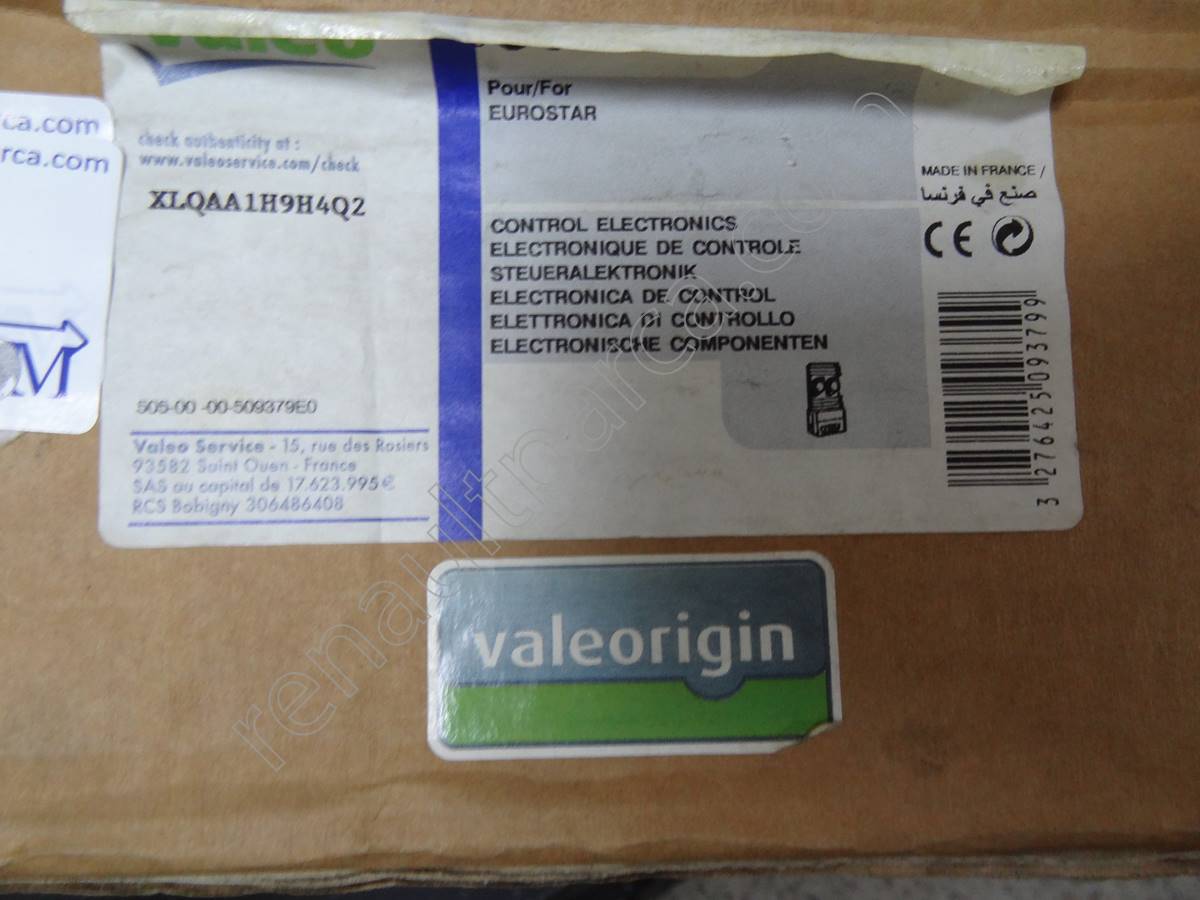 valeo
Pour/For
EUROSTAR
ca.com
rca.com
check authenticity at :
www.valeoservice.com/check
XLQAA1H9H4Q2
MADE IN FRANCE /
صنع في فرنسا
CE
CONTROL ELECTRONICS
ELECTRONIQUE DE CONTROLE
STEUERALEKTRONIK
ELECTRONICA DE CONTROL
ELETTRONICA DI CONTROLLO
ELECTRONISCHE COMPONENTEN
M
505-00 -00-509379E0
Valeo Service - 15, rue des Rosiers
93582 Saint Ouen - France
SAS au capital de 17.623.995€
RCS Bobigny 306486408
3 276425 093799
valeorigin
renaultnmarca.com